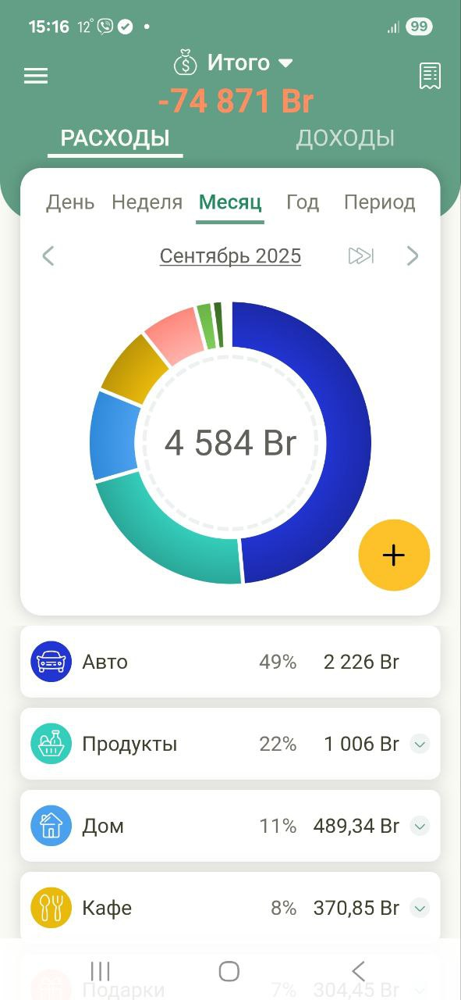 15:16 12° 99
Итого
-74 871 Br
РАСХОДЫ ДОХОДЫ
День Неделя Месяц Год Период
Сентябрь 2025
4 584 Br
+
Авто 49% 2 226 Br
Продукты 22% 1 006 Br
Дом 11% 489,34 Br
Кафе 8% 370,85 Br
Подарки 7% 304,45 Br